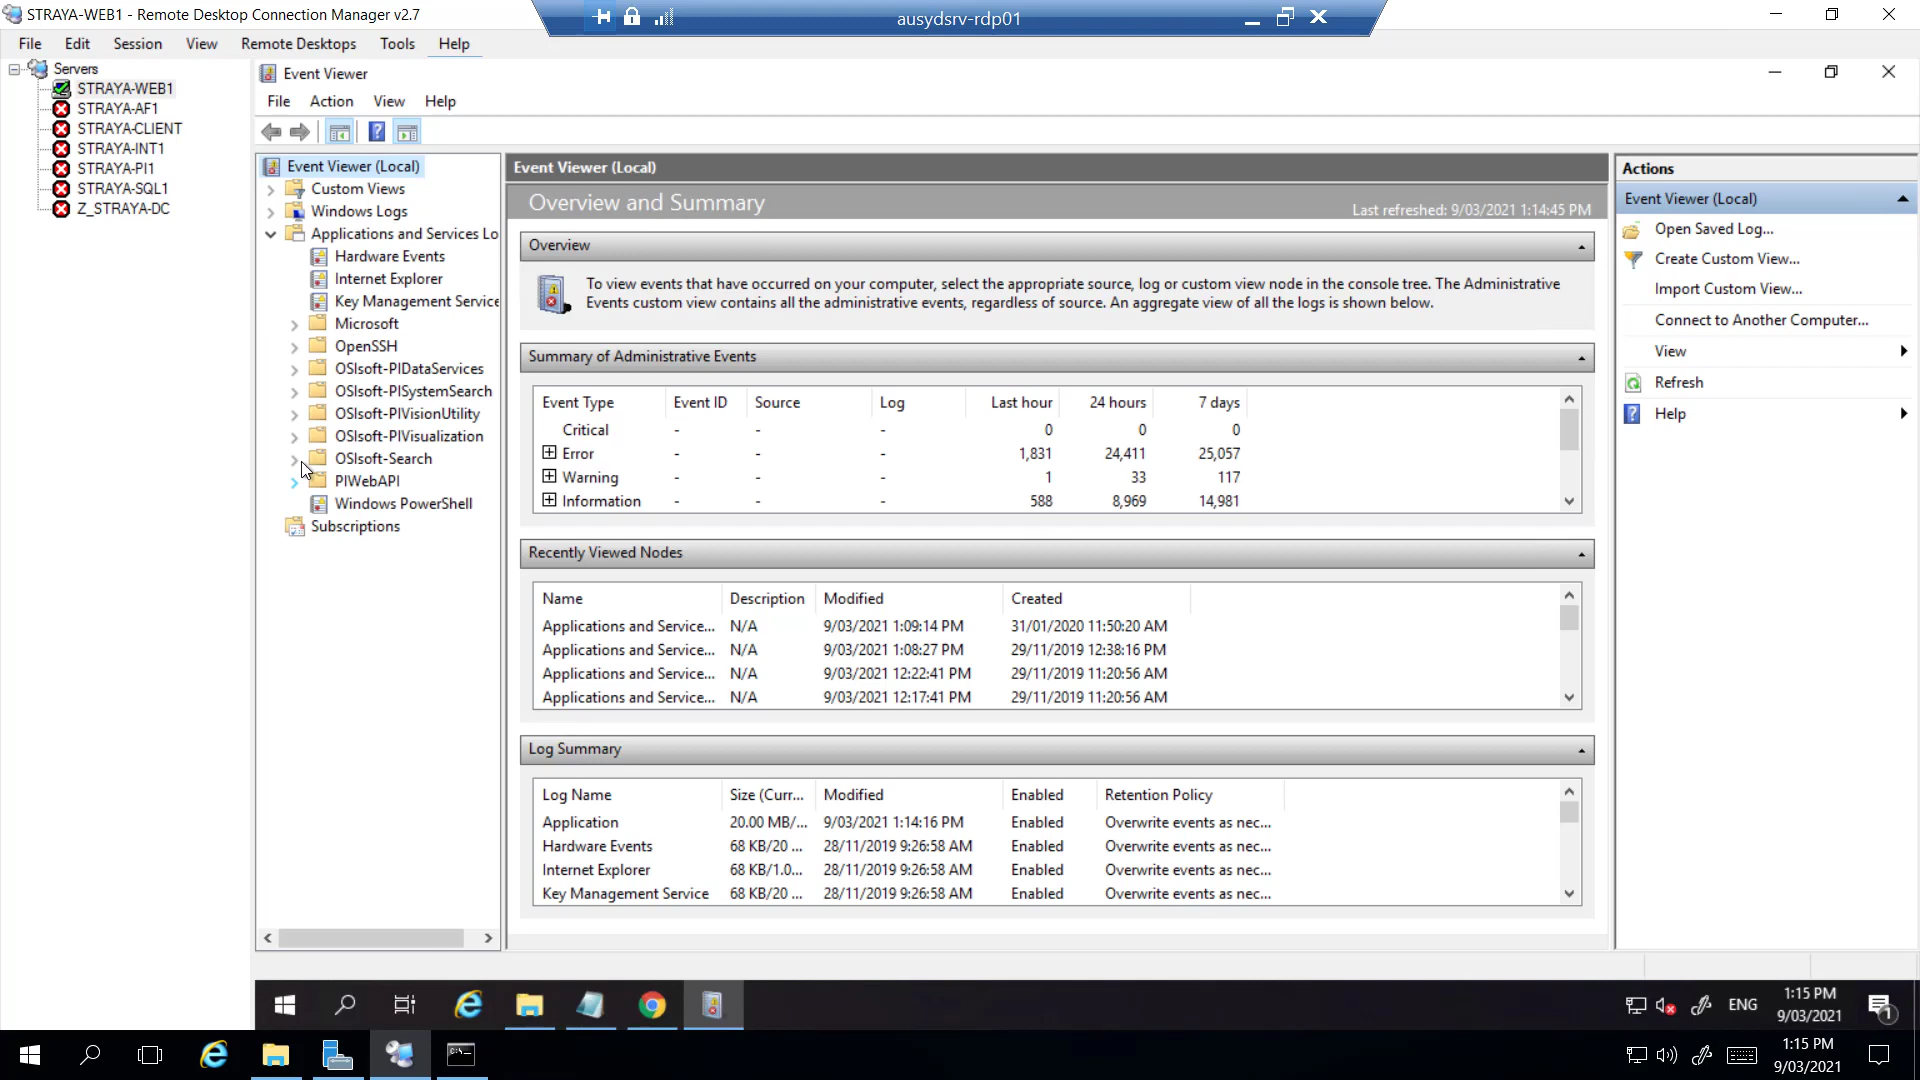 STRAYA-WEB1 - Remote Desktop Connection Manager v2.7
ausydsrv-rdp01
File Edit Session View Remote Desktops Tools Help
Servers
STRAYA-WEB1
STRAYA-AF1
STRAYA-CLIENT
STRAYA-INT1
STRAYA-PI1
STRAYA-SQL1
Z_STRAYA-DC
Event Viewer
File Action View Help
Event Viewer (Local)
Custom Views
Windows Logs
Applications and Services Lo
Hardware Events
Internet Explorer
Key Management Service
Microsoft
OpenSSH
OSIsoft-PIDataServices
OSIsoft-PISystemSearch
OSIsoft-PIVisionUtility
OSIsoft-PIVisualization
OSIsoft-Search
PIWebAPI
Windows PowerShell
Subscriptions
Event Viewer (Local)
Overview and Summary
Last refreshed: 9/03/2021 1:14:45 PM
Overview
To view events that have occurred on your computer, select the appropriate source, log or custom view node in the console tree. The Administrative
Events custom view contains all the administrative events, regardless of source. An aggregate view of all the logs is shown below.
Summary of Administrative Events
Event Type Event ID Source Log Last hour 24 hours 7 days
Critical - - - 0 0 0
Error - - - 1,831 24,411 25,057
Warning - - - 1 33 117
Information - - - 588 8,969 14,981
Recently Viewed Nodes
Name Description Modified Created
Applications and Service... N/A 9/03/2021 1:09:14 PM 31/01/2020 11:50:20 AM
Applications and Service... N/A 9/03/2021 1:08:27 PM 29/11/2019 12:38:16 PM
Applications and Service... N/A 9/03/2021 12:22:41 PM 29/11/2019 11:20:56 AM
Applications and Service... N/A 9/03/2021 12:17:41 PM 29/11/2019 11:20:56 AM
Log Summary
Log Name Size (Curr... Modified Enabled Retention Policy
Application 20.00 MB/... 9/03/2021 1:14:16 PM Enabled Overwrite events as nec...
Hardware Events 68 KB/20 ... 28/11/2019 9:26:58 AM Enabled Overwrite events as nec...
Internet Explorer 68 KB/1.0... 28/11/2019 9:26:58 AM Enabled Overwrite events as nec...
Key Management Service 68 KB/20 ... 28/11/2019 9:26:58 AM Enabled Overwrite events as nec...
Actions
Event Viewer (Local)
Open Saved Log...
Create Custom View...
Import Custom View...
Connect to Another Computer...
View
Refresh
Help
ENG
1:15 PM
9/03/2021
1
1:15 PM
9/03/2021